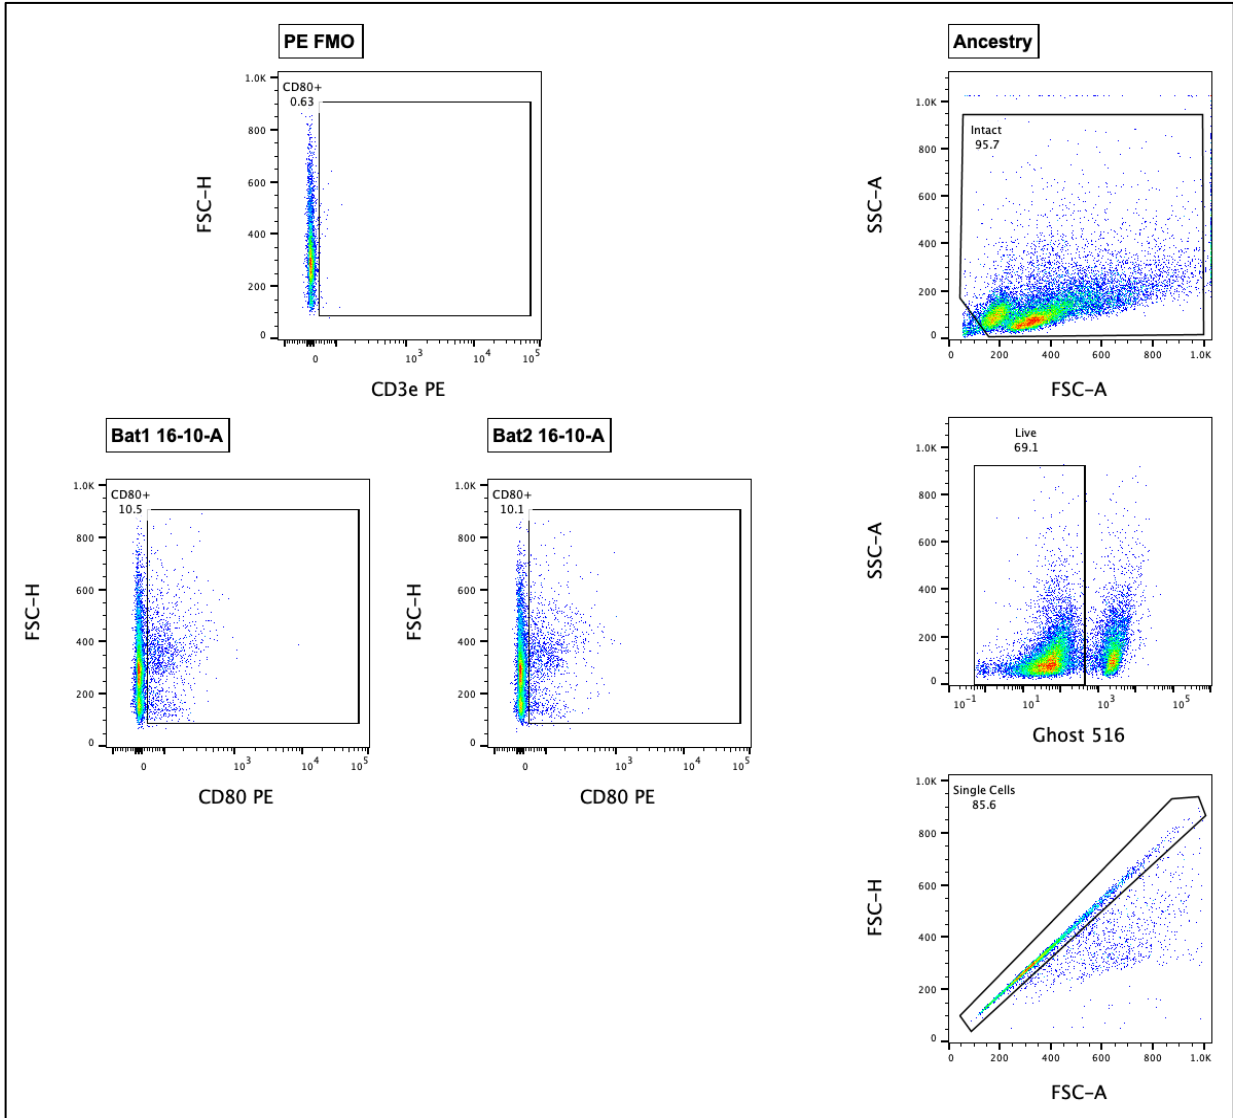 PE FMO
CD80+
0.63
1.0K
800
600
400
200
0
FSC-H
0
10^3
10^4
10^5
CD3e PE
Bat1 16-10-A
CD80+
10.5
1.0K
800
600
400
200
0
FSC-H
0
10^3
10^4
10^5
CD80 PE
Bat2 16-10-A
CD80+
10.1
1.0K
800
600
400
200
0
FSC-H
0
10^3
10^4
10^5
CD80 PE
Ancestry
Intact
95.7
1.0K
800
600
400
200
0
SSC-A
0
200
400
600
800
1.0K
FSC-A
Live
69.1
1.0K
800
600
400
200
0
SSC-A
10^-1
10^1
10^3
10^5
Ghost 516
Single Cells
85.6
1.0K
800
600
400
200
0
FSC-H
0
200
400
600
800
1.0K
FSC-A